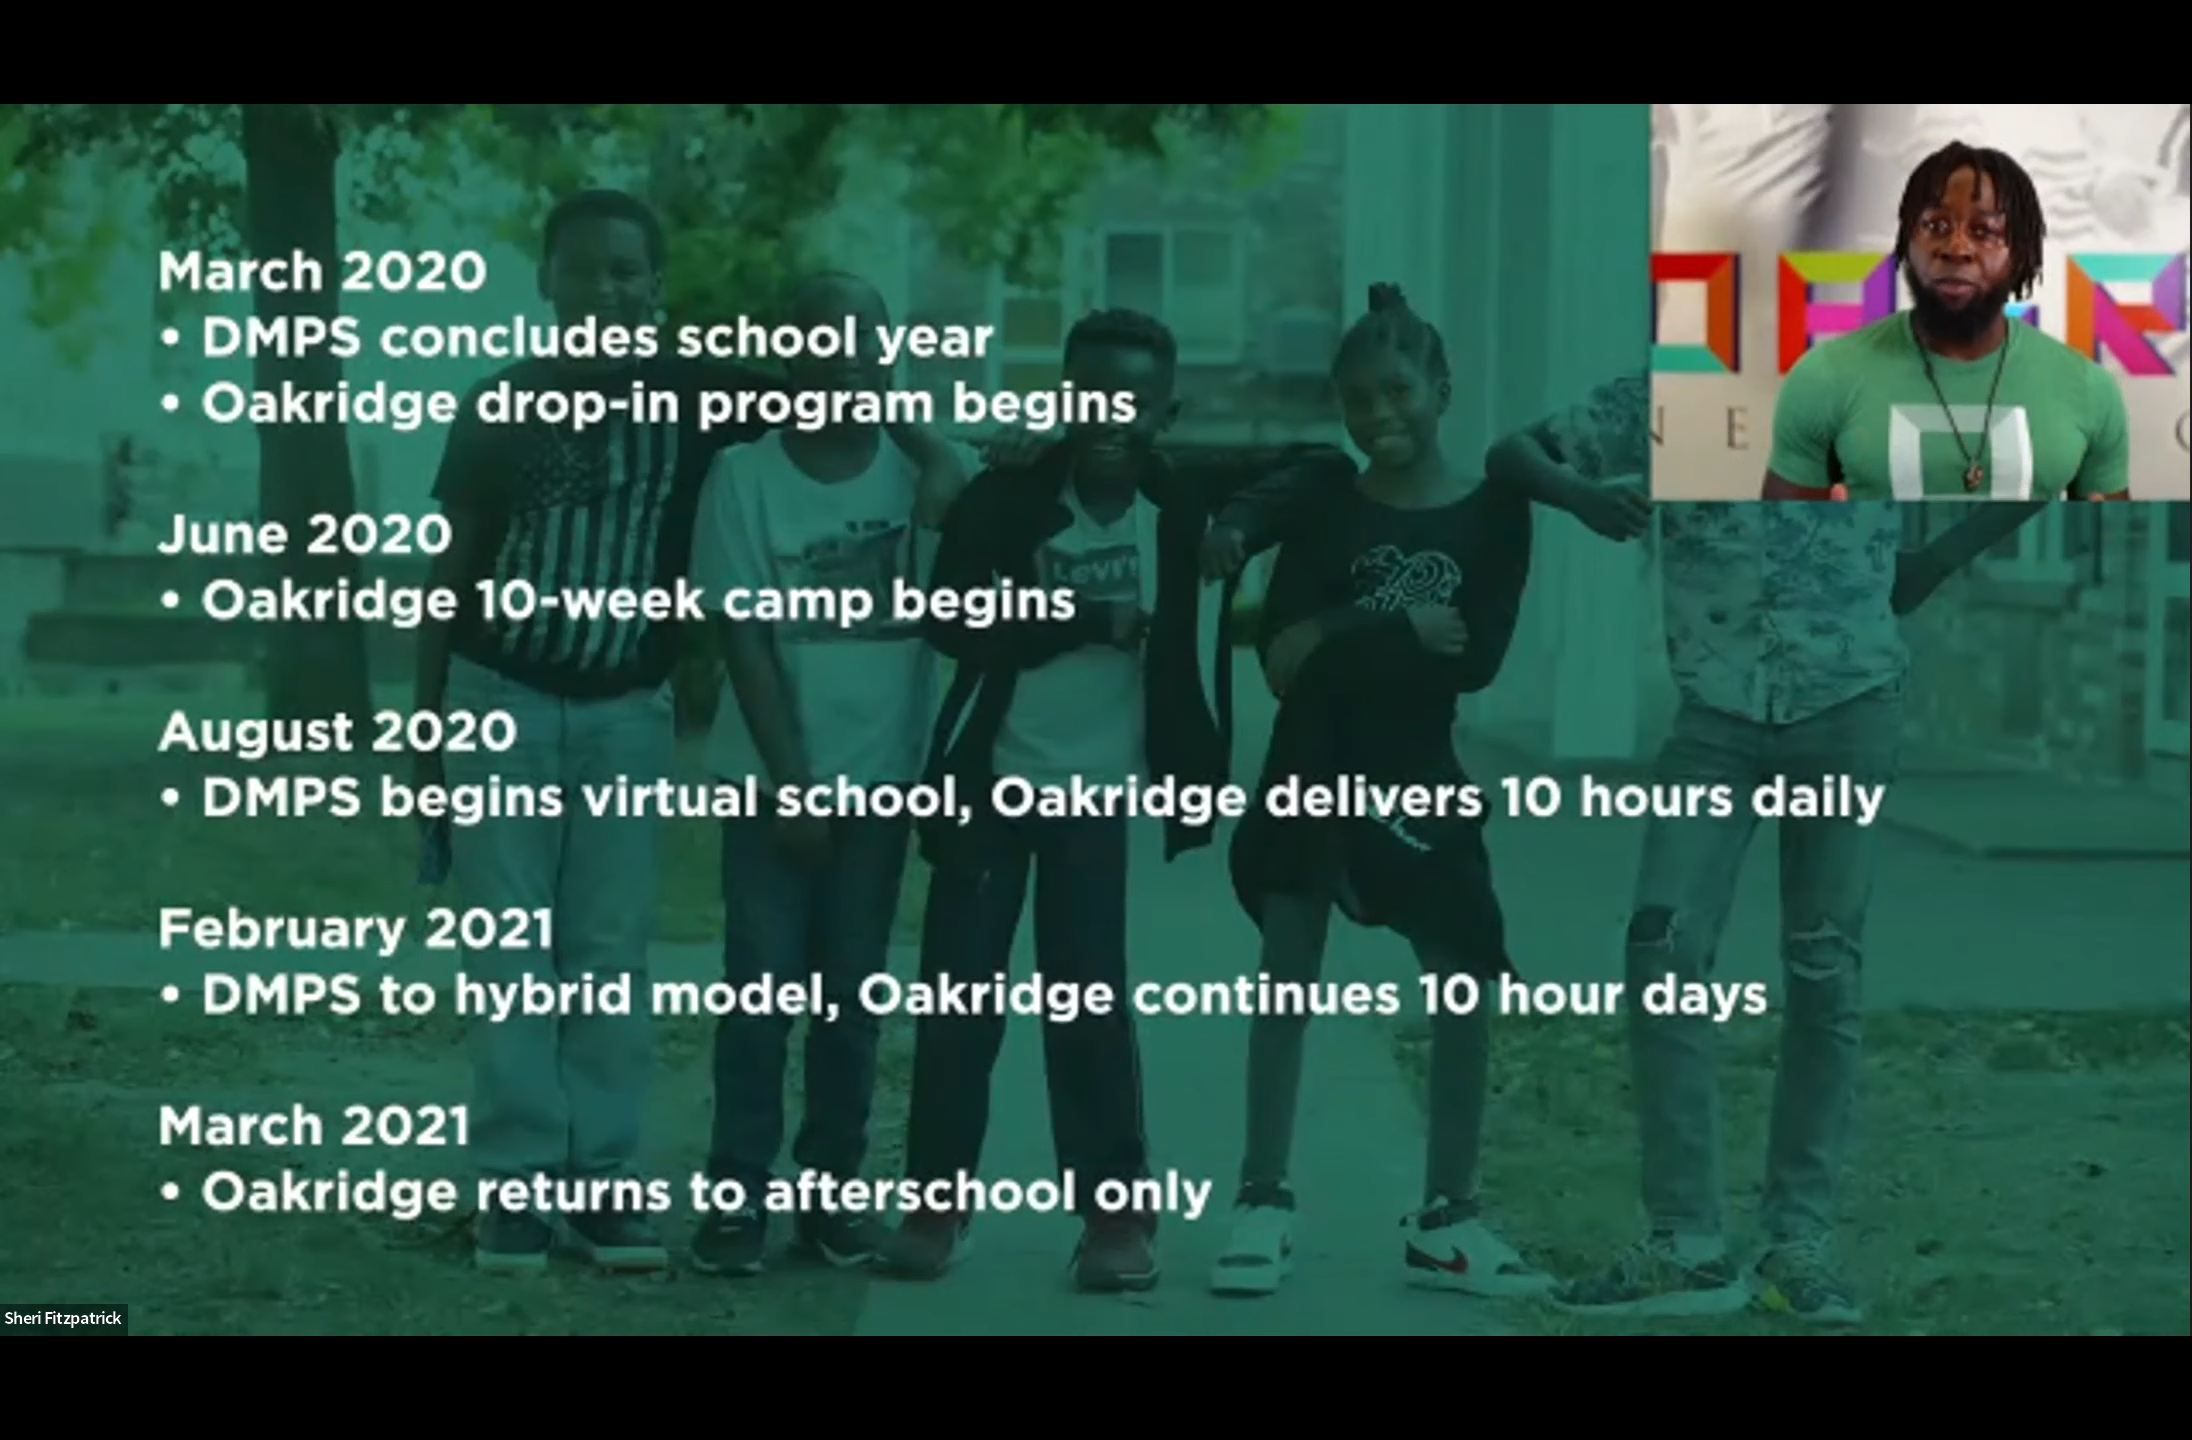 March 2020
• DMPS concludes school year
• Oakridge drop-in program begins
June 2020
• Oakridge 10-week camp begins
August 2020
• DMPS begins virtual school, Oakridge delivers 10 hours daily
February 2021
• DMPS to hybrid model, Oakridge continues 10 hour days
March 2021
• Oakridge returns to afterschool only
Levi's
Sheri Fitzpatrick